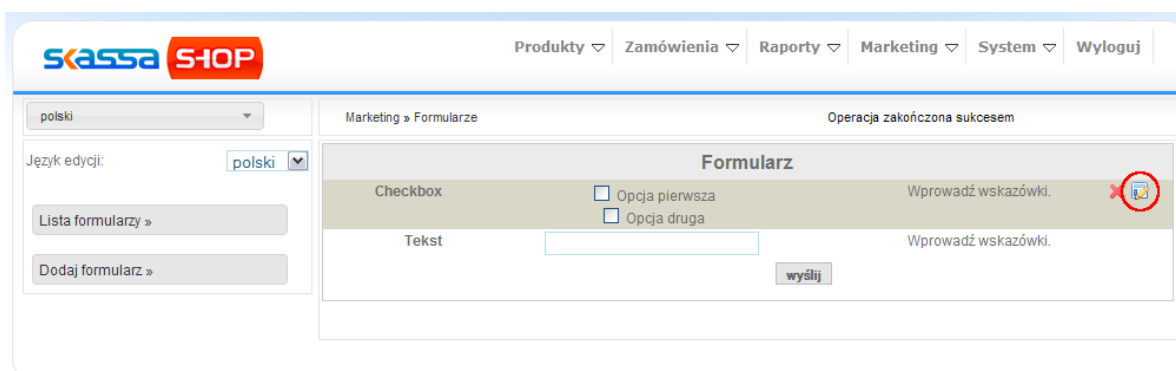 skassa SHOP
Produkty Zamówienia Raporty Marketing System Wyloguj
polski
Marketing » Formularze
Operacja zakończona sukcesem
Język edycji: polski
Lista formularzy »
Dodaj formularz »
Formularz
Checkbox Opcja pierwsza Wprowadź wskazówki.
Opcja druga
Tekst Wprowadź wskazówki.
wyślij